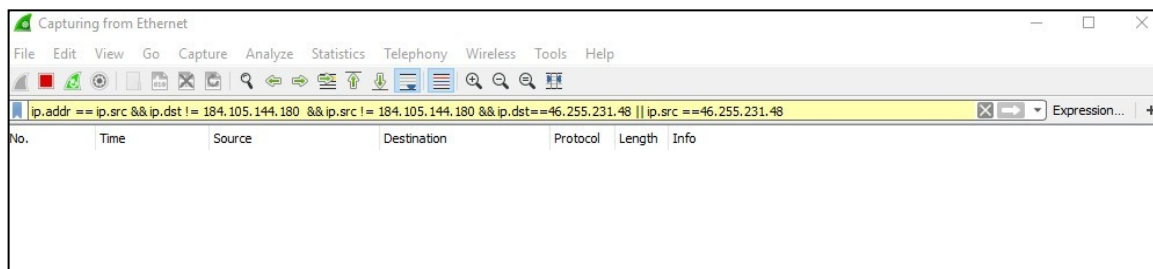 Capturing from Ethernet
File Edit View Go Capture Analyze Statistics Telephony Wireless Tools Help
ip.addr == ip.src && ip.dst != 184.105.144.180 && ip.src != 184.105.144.180 && ip.dst==46.255.231.48 || ip.src ==46.255.231.48 Expression... +
No. Time Source Destination Protocol Length Info